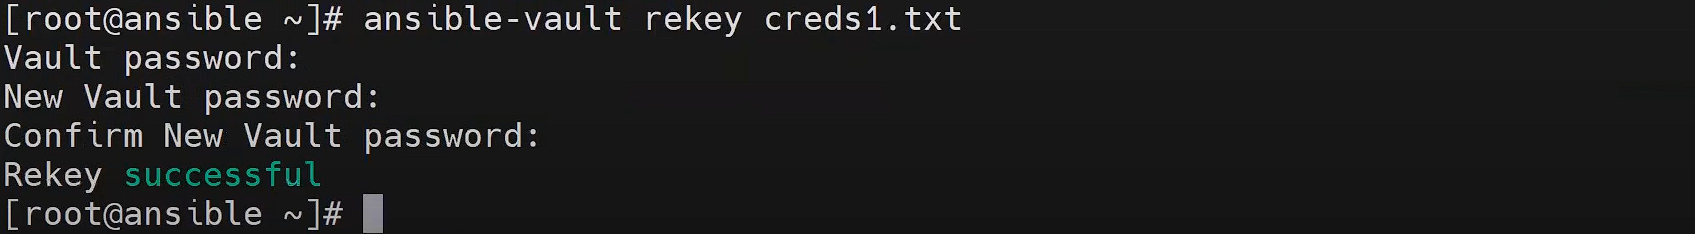 [root@ansible ~]# ansible-vault rekey creds1.txt
Vault password:
New Vault password:
Confirm New Vault password:
Rekey successful
[root@ansible ~]#